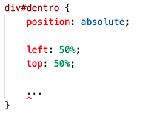 div#dentro {
position: absolute;
left: 50%;
top: 50%;
...
}